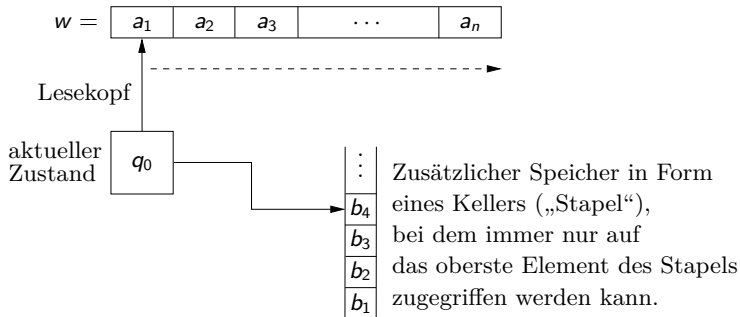 w = a₁ a₂ a₃ ⋯ aₙ
Lesekopf
aktueller
Zustand
q₀
⋮
b₄
b₃
b₂
b₁
Zusätzlicher Speicher in Form
eines Kellers („Stapel“),
bei dem immer nur auf
das oberste Element des Stapels
zugegriffen werden kann.